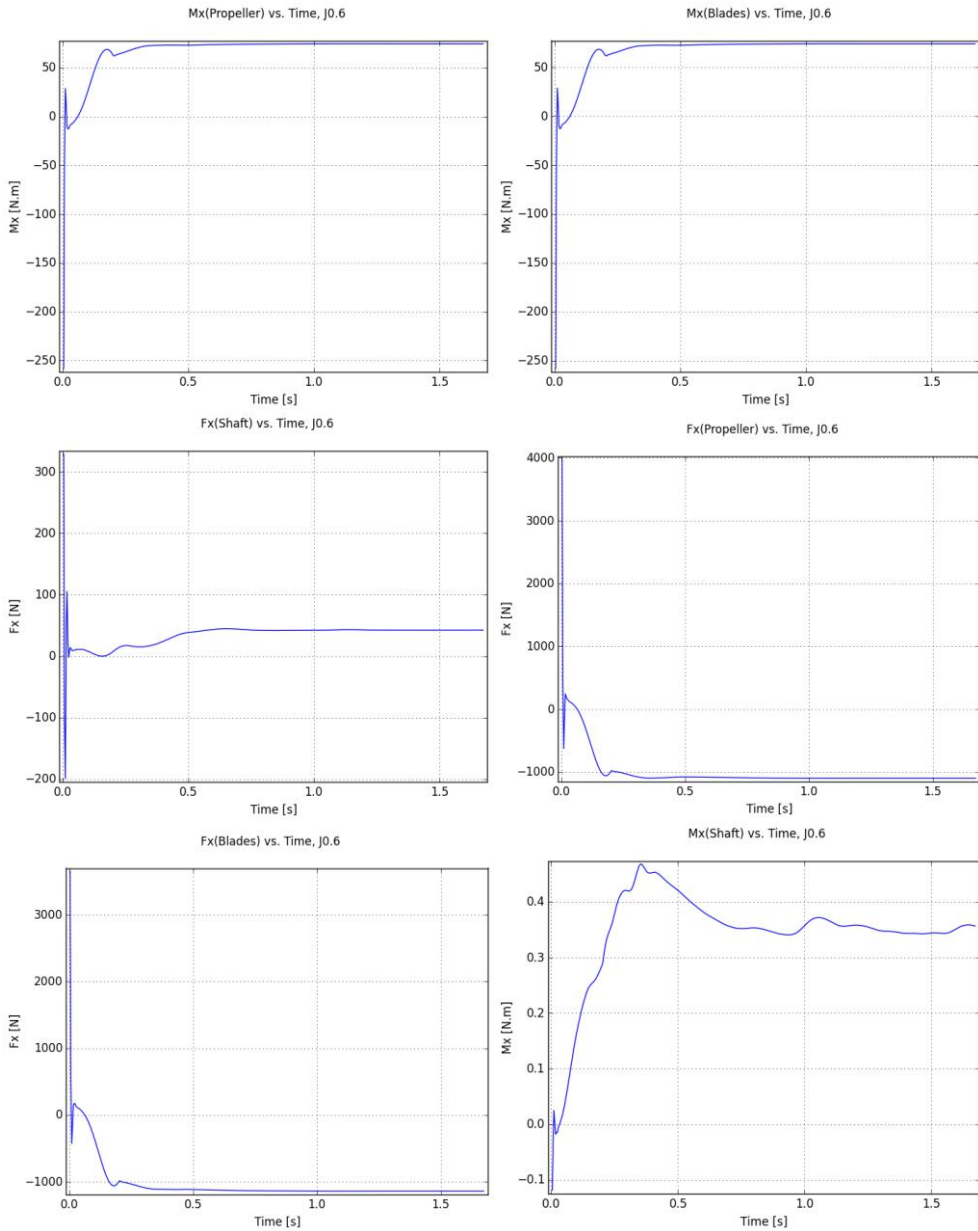 Mx(Propeller) vs. Time, J0.6
Mx [N.m]
50
0
−50
−100
−150
−200
−250
0.0 0.5 1.0 1.5
Time [s]
Mx(Blades) vs. Time, J0.6
Mx [N.m]
50
0
−50
−100
−150
−200
−250
0.0 0.5 1.0 1.5
Time [s]
Fx(Shaft) vs. Time, J0.6
Fx [N]
300
200
100
0
−100
−200
0.0 0.5 1.0 1.5
Time [s]
Fx(Propeller) vs. Time, J0.6
Fx [N]
4000
3000
2000
1000
0
−1000
0.0 0.5 1.0 1.5
Time [s]
Fx(Blades) vs. Time, J0.6
Fx [N]
3000
2000
1000
0
−1000
0.0 0.5 1.0 1.5
Time [s]
Mx(Shaft) vs. Time, J0.6
Mx [N.m]
0.4
0.3
0.2
0.1
0.0
−0.1
0.0 0.5 1.0 1.5
Time [s]